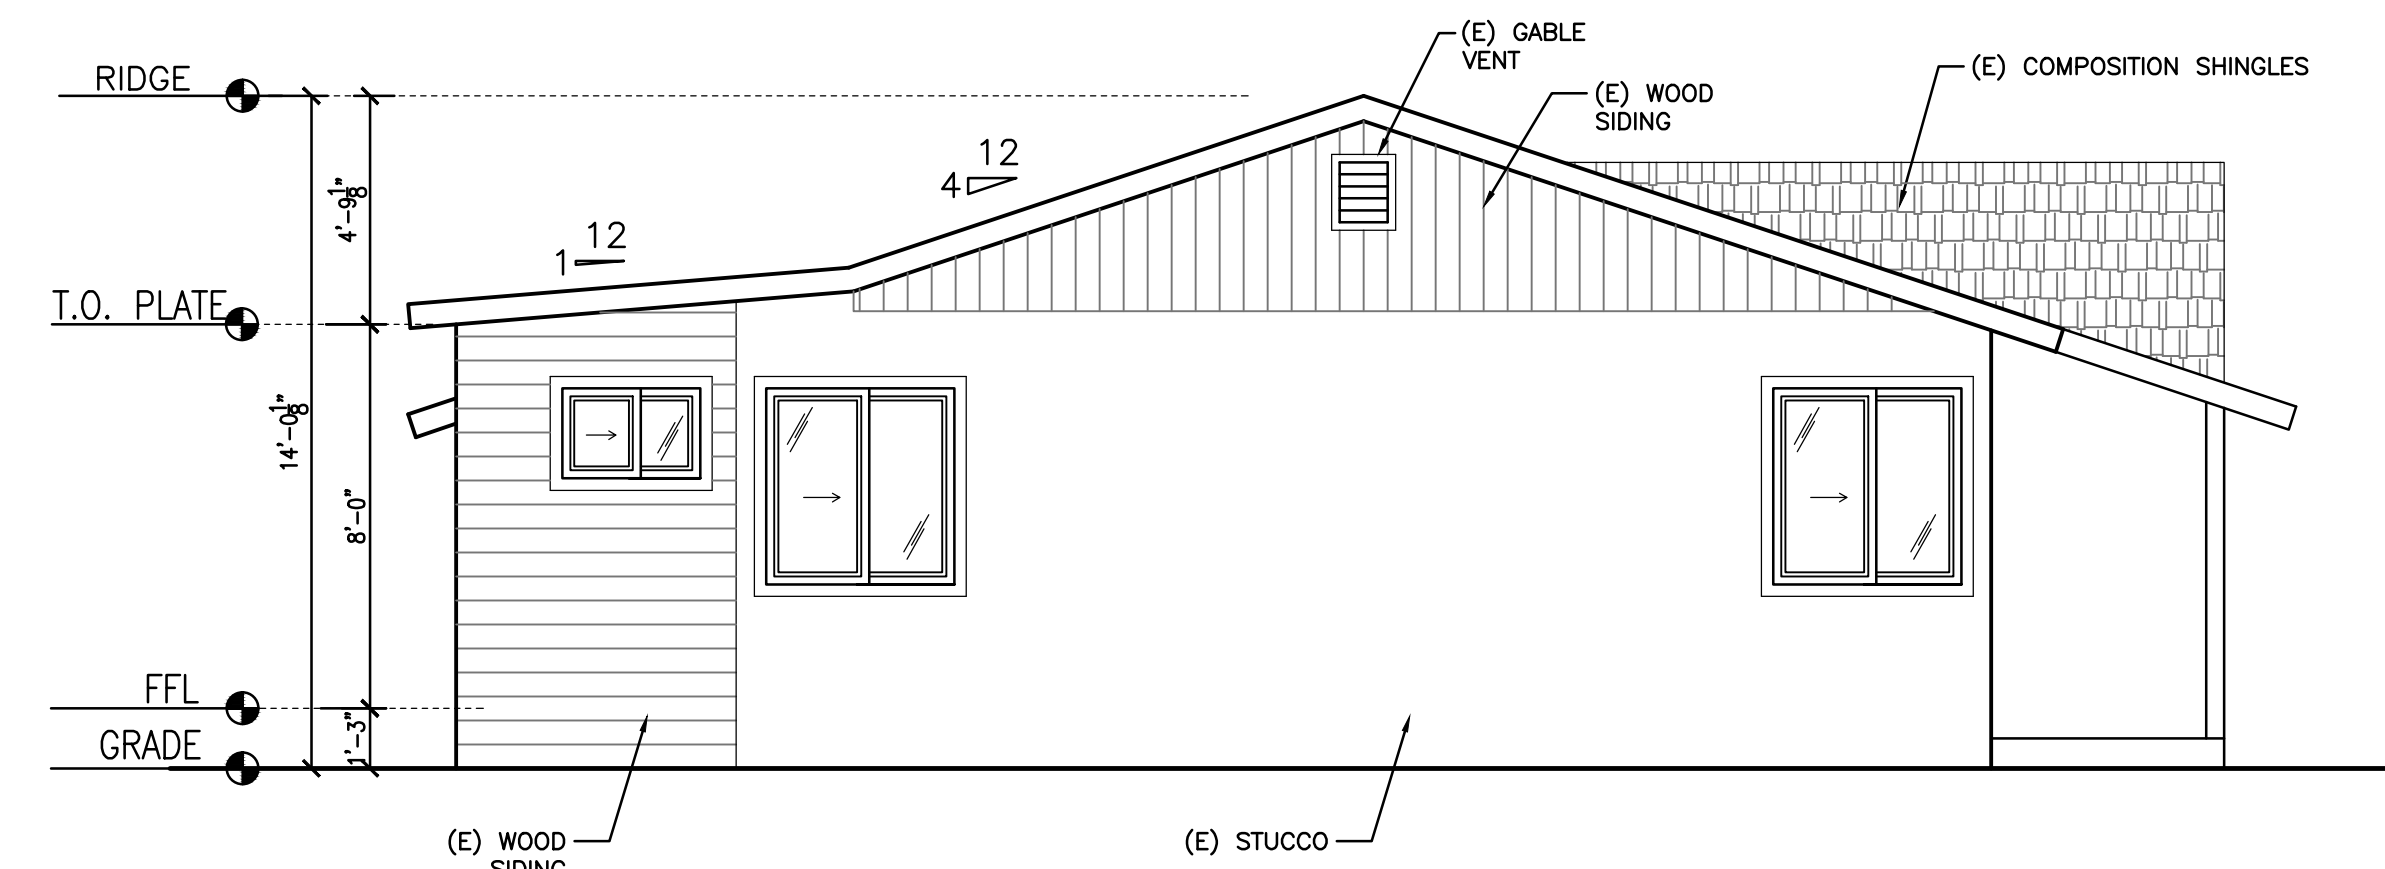 (E) GABLE
VENT
RIDGE
(E) COMPOSITION SHINGLES
(E) WOOD
SIDING
12
4
4'-9 1/8"
12
1
T.O. PLATE
14'-0 1/8"
8'-0"
FFL
1'-3"
GRADE
(E) WOOD
SIDING
(E) STUCCO